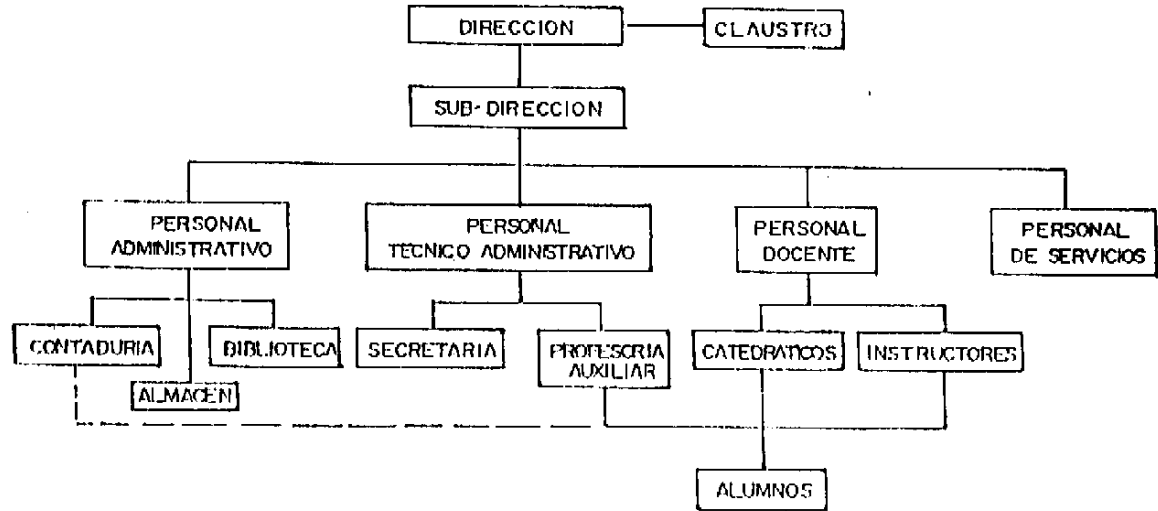 DIRECCION
CLAUSTRO
SUB-DIRECCION
PERSONAL
ADMINISTRATIVO
PERSONAL
TECNICO ADMINISTRATIVO
PERSONAL
DOCENTE
PERSONAL
DE SERVICIOS
CONTADURIA
BIBLIOTECA
SECRETARIA
PROFESORIA
AUXILIAR
CATEDRATICOS
INSTRUCTORES
ALMACEN
ALUMNOS